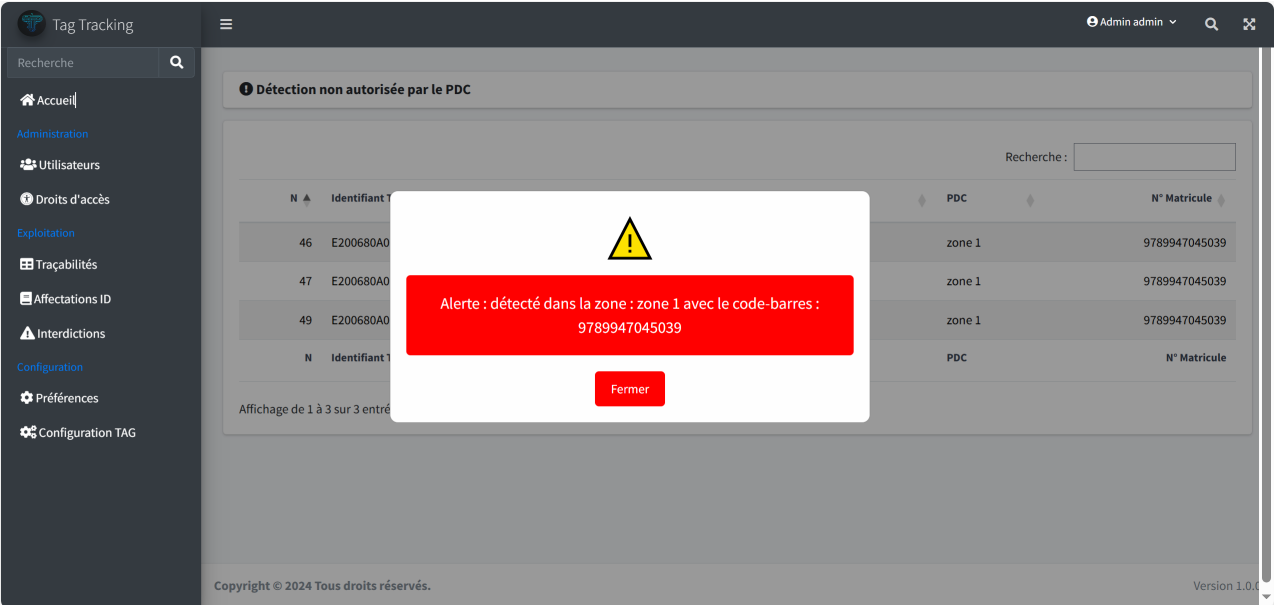 Tag Tracking
Admin admin
Recherche
Accueil
Administration
Utilisateurs
Droits d'accès
Exploitation
Traçabilités
Affectations ID
Interdictions
Configuration
Préférences
Configuration TAG
Détection non autorisée par le PDC
Recherche :
N Identifiant PDC N° Matricule
46 E200680A0 zone 1 9789947045039
47 E200680A0 zone 1 9789947045039
49 E200680A0 zone 1 9789947045039
N Identifiant PDC N° Matricule
Affichage de 1 à 3 sur 3 entré
Alerte : détecté dans la zone : zone 1 avec le code-barres :
9789947045039
Fermer
Copyright © 2024 Tous droits réservés.
Version 1.0.